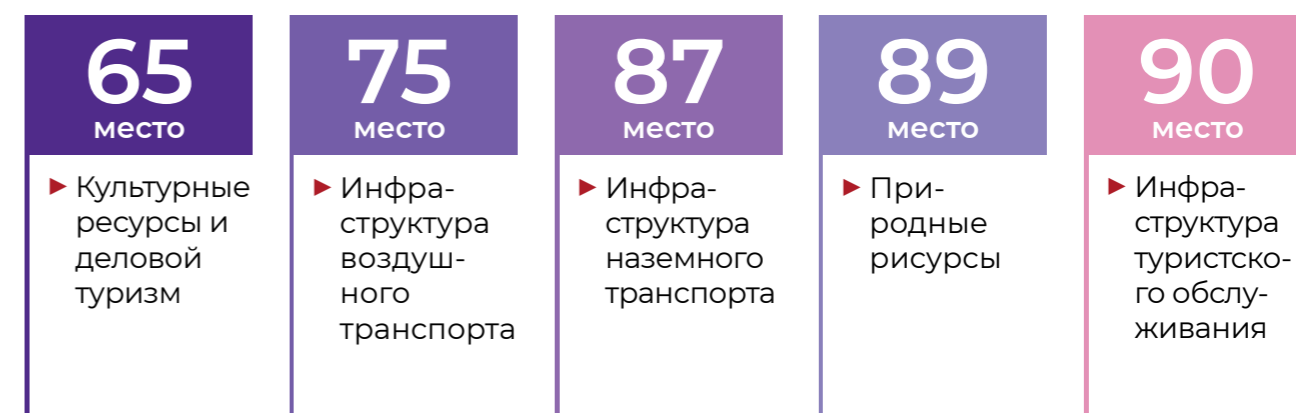 65
место
Культурные
ресурсы и
деловой
туризм
75
место
Инфра-
структура
воздуш-
ного
транспорта
87
место
Инфра-
структура
наземного
транспорта
89
место
При-
родные
рисурсы
90
место
Инфра-
структура
туристско-
го обслу-
живания